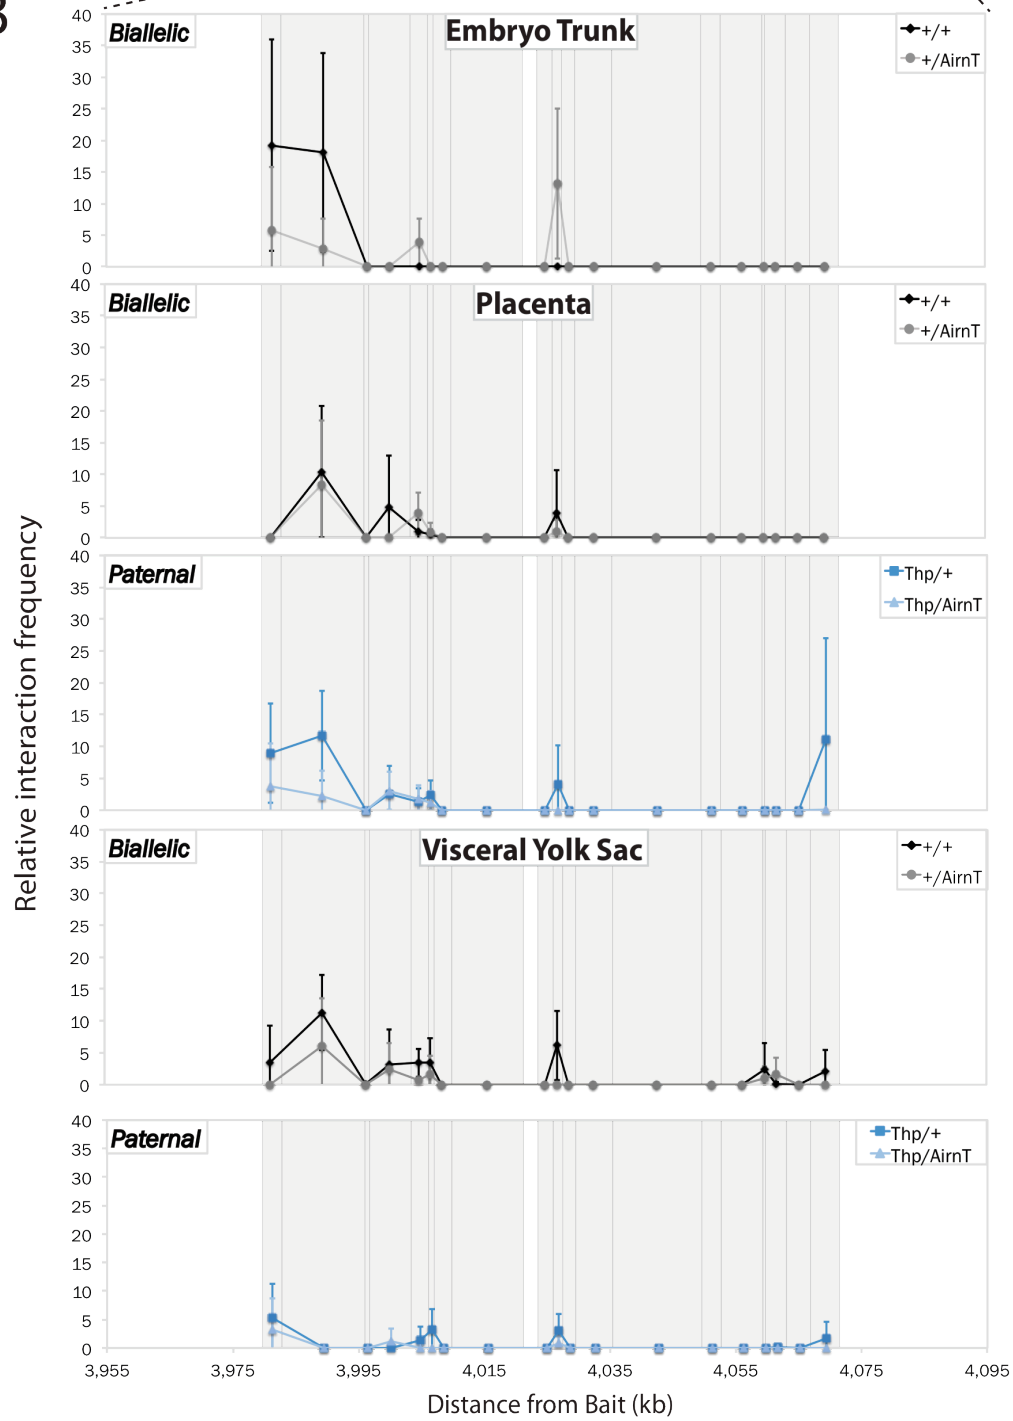 B
Biallelic
Embryo Trunk
+/+
+/AirnT
40
35
30
25
20
15
10
5
0
Biallelic
Placenta
+/+
+/AirnT
40
35
30
25
20
15
10
5
0
Paternal
Thp/+
Thp/AirnT
40
35
30
25
20
15
10
5
0
Biallelic
Visceral Yolk Sac
+/+
+/AirnT
40
35
30
25
20
15
10
5
0
Paternal
Thp/+
Thp/AirnT
40
35
30
25
20
15
10
5
0
3,955 3,975 3,995 4,015 4,035 4,055 4,075 4,095
Distance from Bait (kb)
Relative interaction frequency